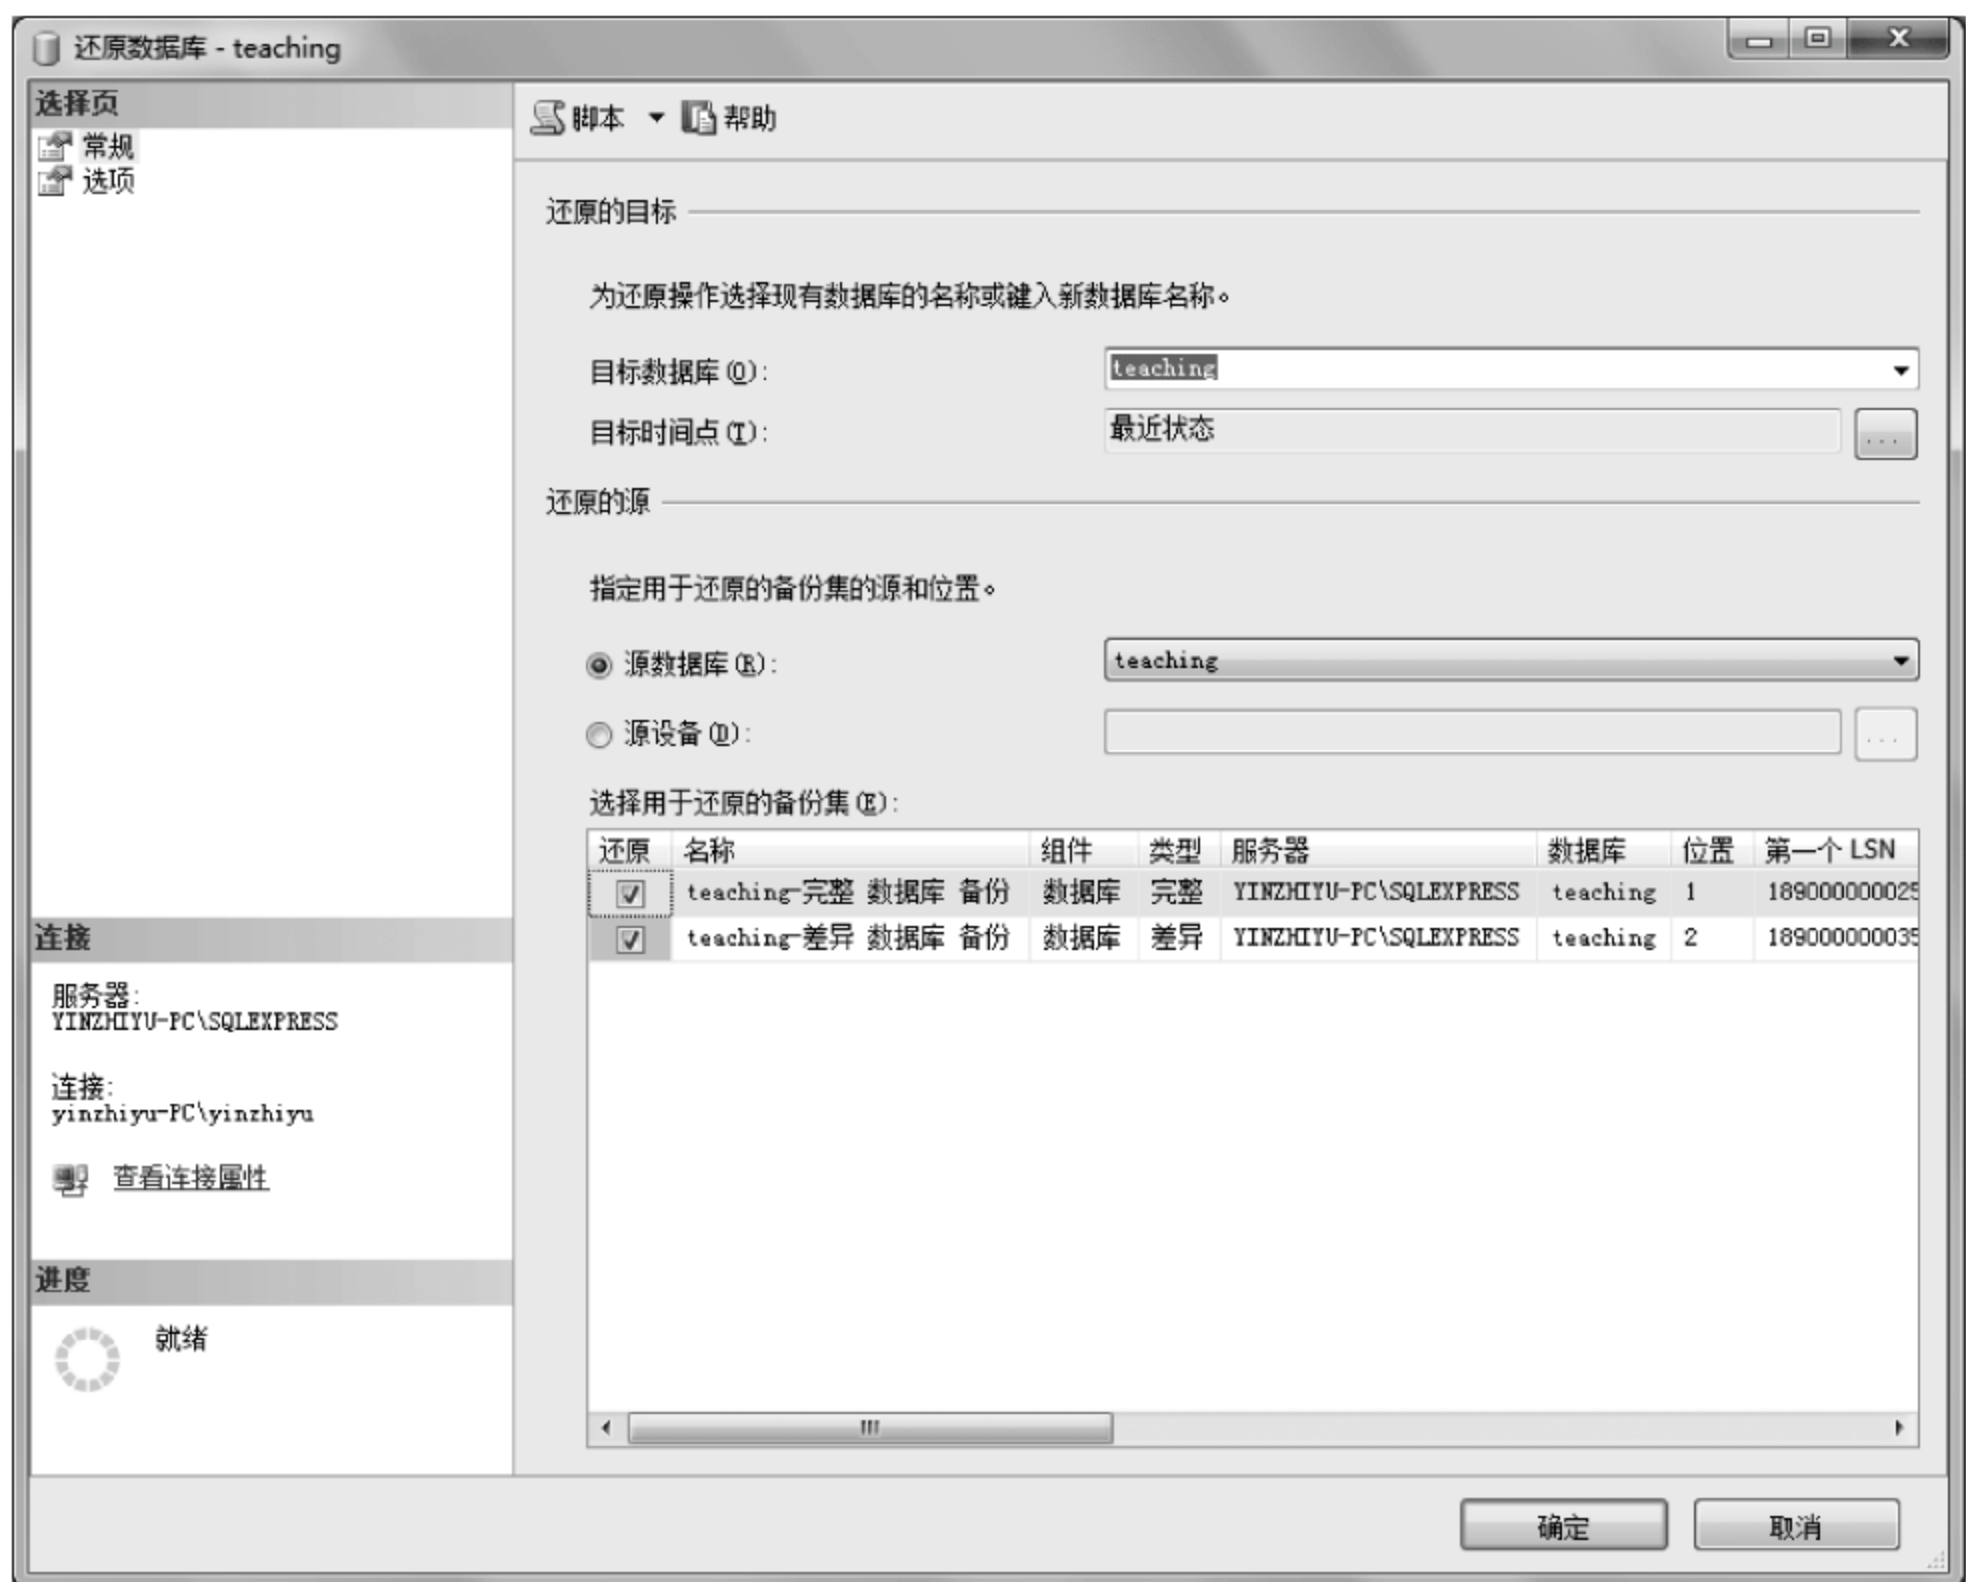 还原数据库 - teaching
选择页
常规
选项
脚本 帮助
还原的目标
为还原操作选择现有数据库的名称或键入新数据库名称。
目标数据库(O): teaching
目标时间点(T): 最近状态 ...
还原的源
指定用于还原的备份集的源和位置。
源数据库(R): teaching
源设备(D): ...
选择用于还原的备份集(E):
还原 名称 组件 类型 服务器 数据库 位置 第一个 LSN
teaching-完整 数据库 备份 数据库 完整 YINZHIYU-PC\SQLEXPRESS teaching 1 189000000025
teaching-差异 数据库 备份 数据库 差异 YINZHIYU-PC\SQLEXPRESS teaching 2 189000000035
连接
服务器:
YINZHIYU-PC\SQLEXPRESS
连接:
yinzhiyu-PC\yinzhiyu
查看连接属性
进度
就绪
确定 取消